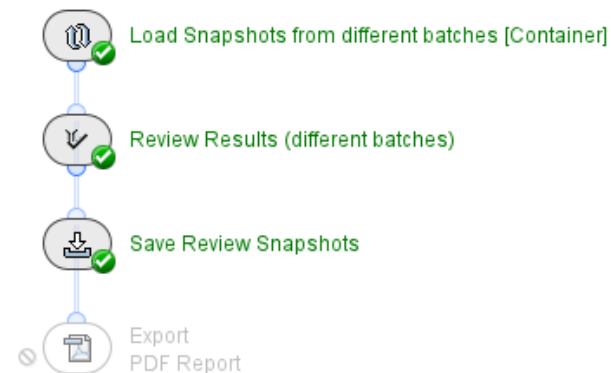 Load Snapshots from different batches [Container]
Review Results (different batches)
Save Review Snapshots
Export
PDF Report